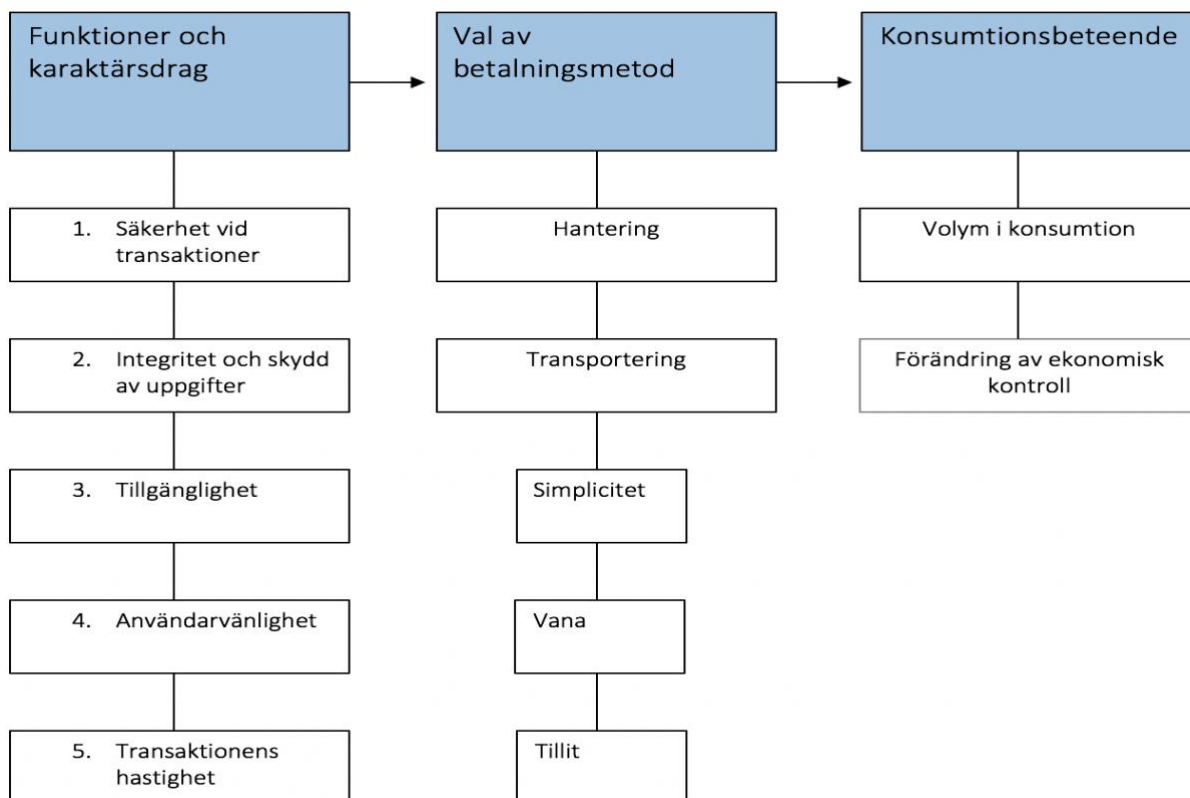 Funktioner och
karaktärsdrag
Val av
betalningsmetod
Konsumtionsbeteende
1. Säkerhet vid
transaktioner
2. Integritet och skydd
av uppgifter
3. Tillgänglighet
4. Användarvänlighet
5. Transaktionens
hastighet
Hantering
Transportering
Simplicitet
Vana
Tillit
Volym i konsumtion
Förändring av ekonomisk
kontroll